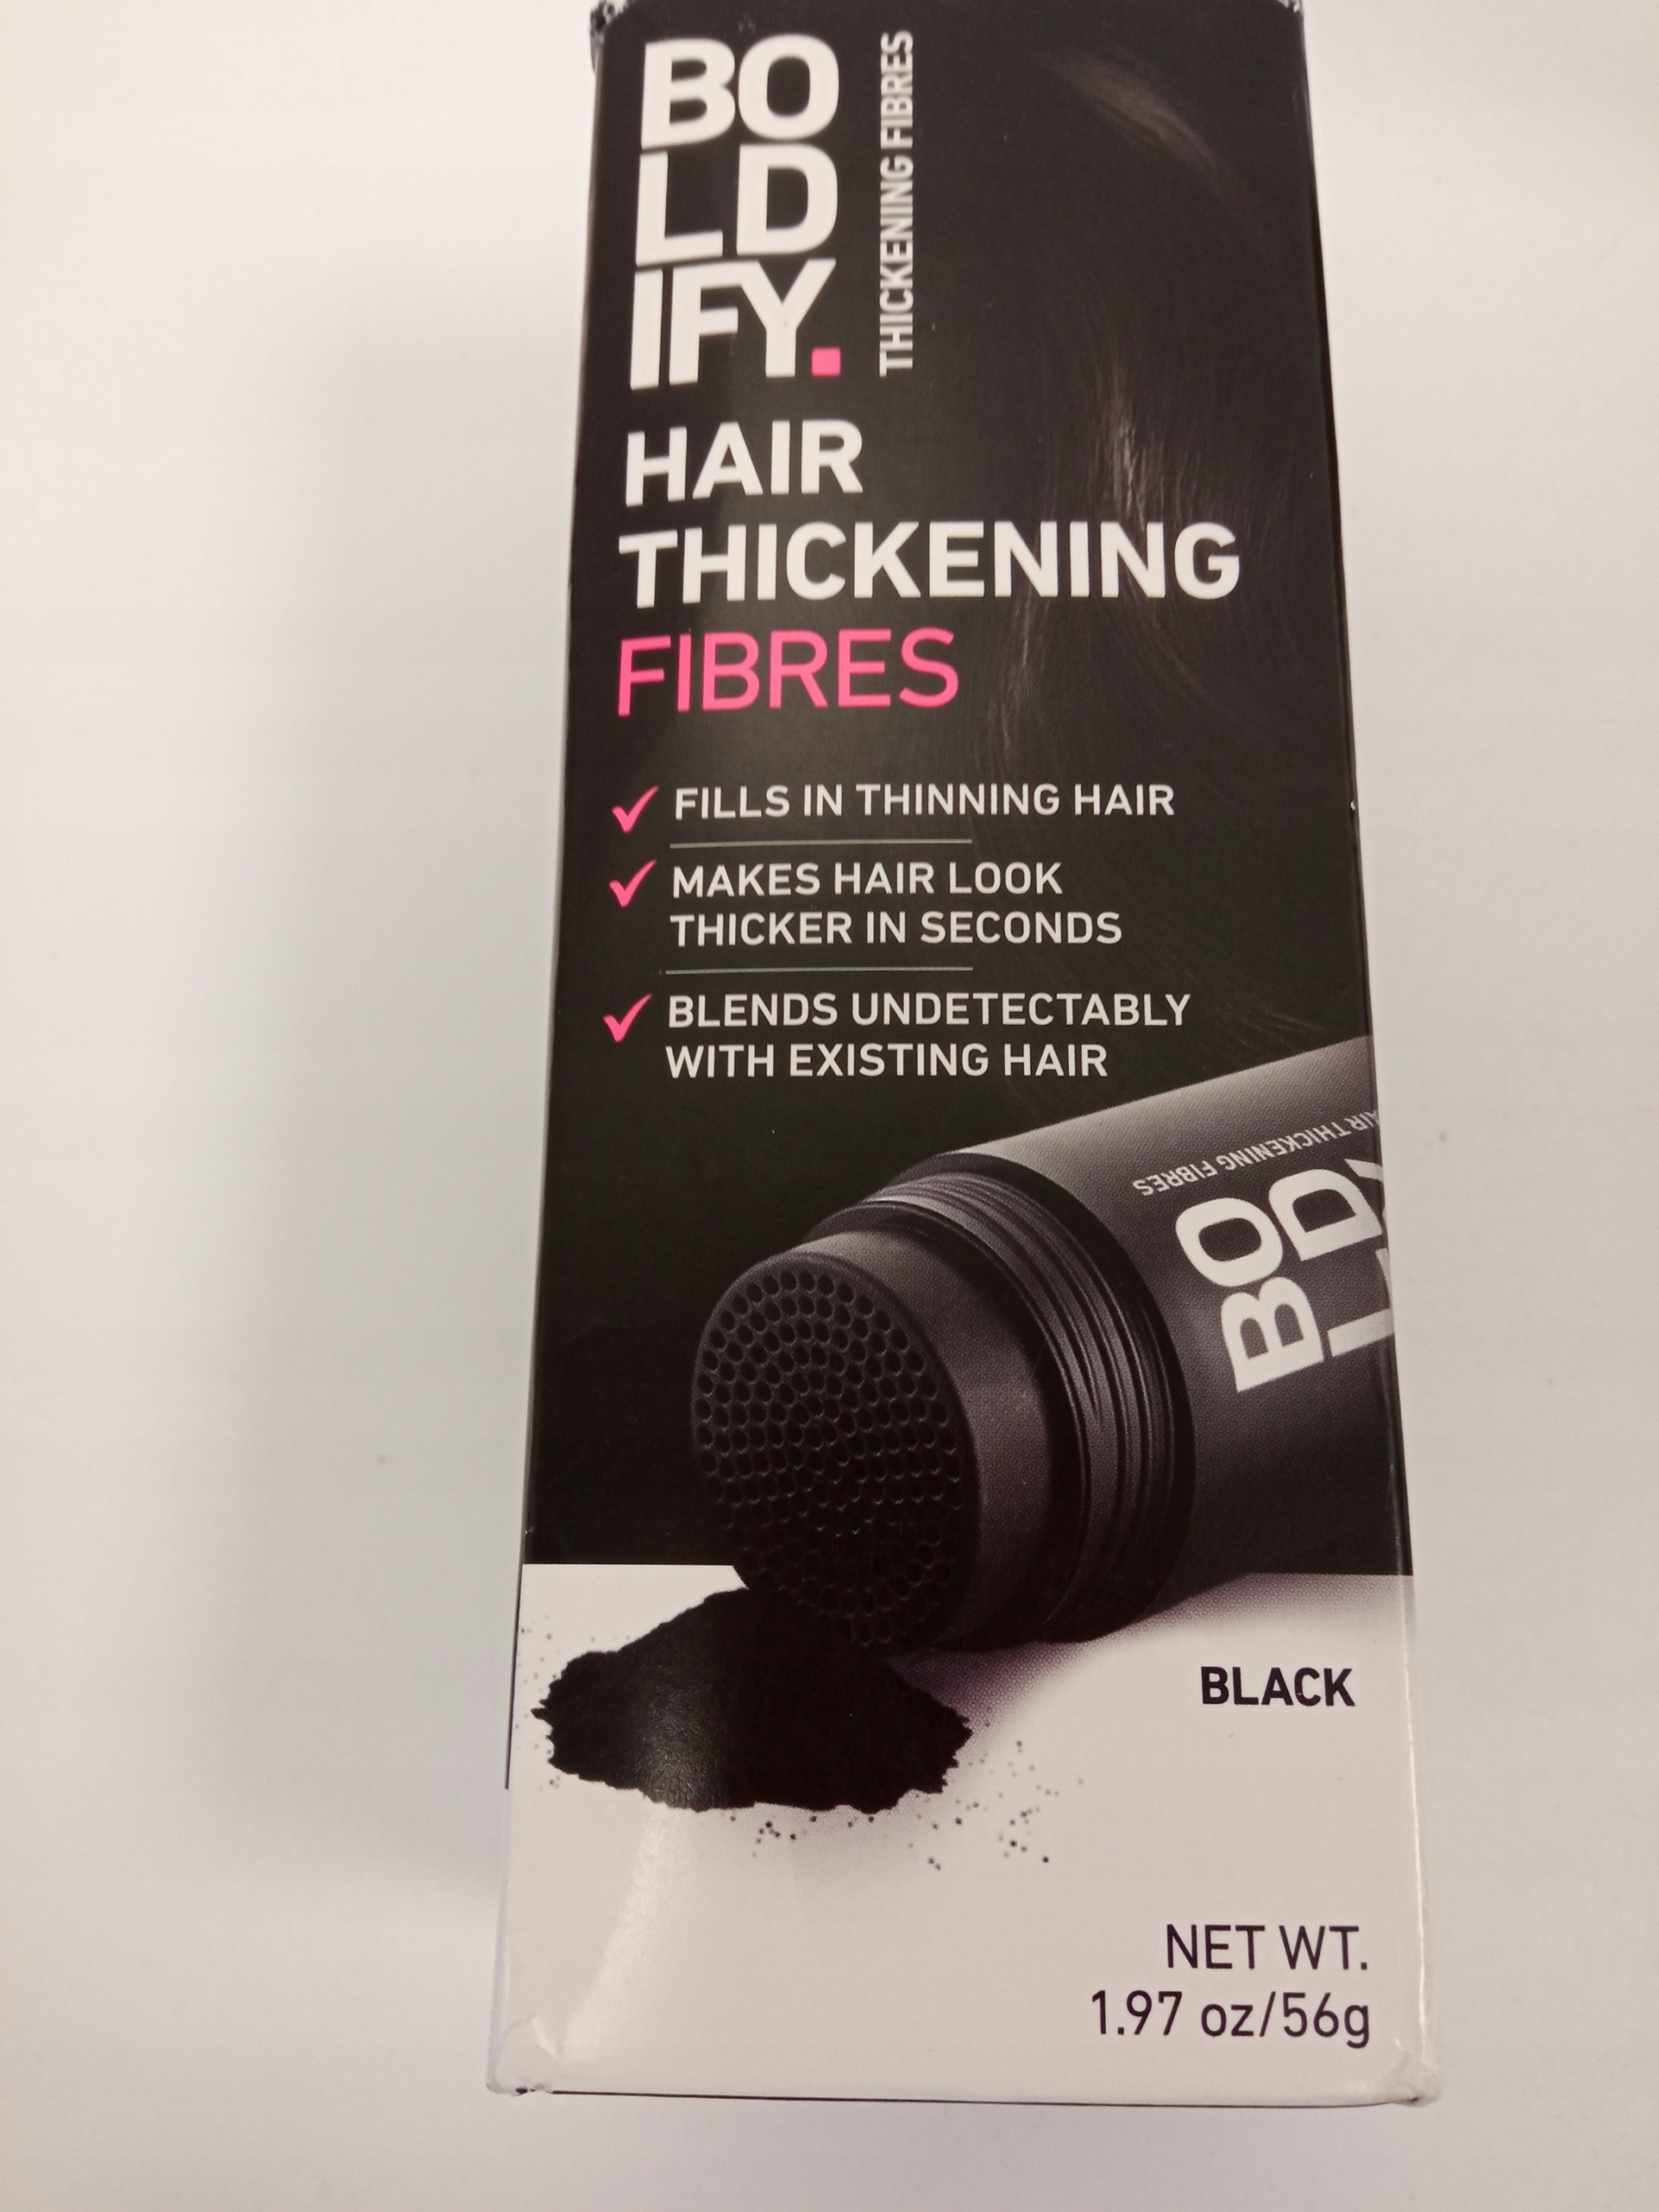 BO
LD
IFY.
THICKENING FIBRES
HAIR
THICKENING
FIBRES
FILLS IN THINNING HAIR
MAKES HAIR LOOK
THICKER IN SECONDS
BLENDS UNDETECTABLY
WITH EXISTING HAIR
THICKENING FIBRES
BO
LD
BLACK
NET WT.
1.97 oz/56g